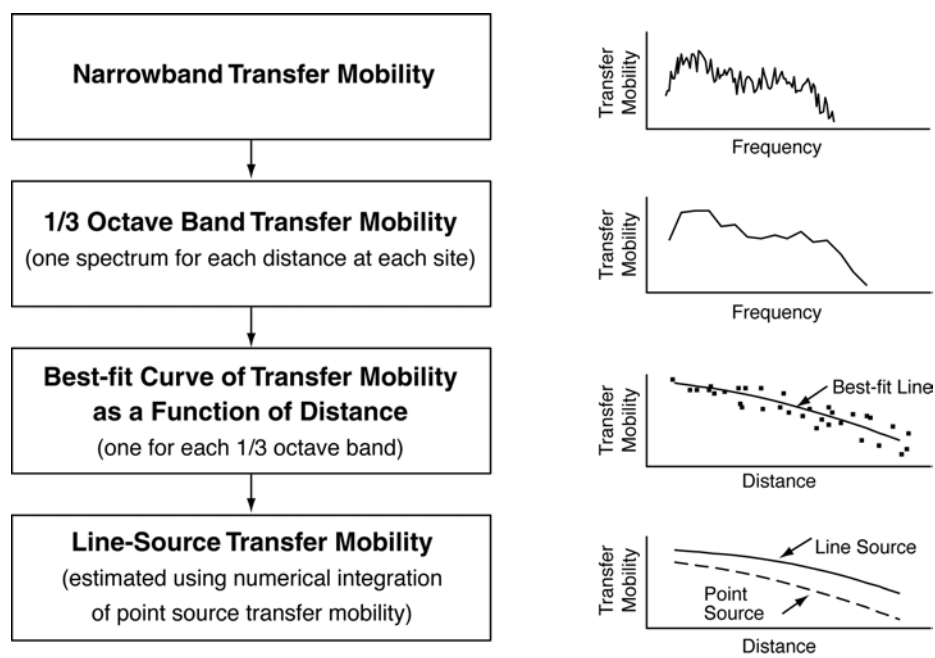 Narrowband Transfer Mobility
Transfer
Mobility
Frequency
1/3 Octave Band Transfer Mobility
(one spectrum for each distance at each site)
Transfer
Mobility
Frequency
Best-fit Curve of Transfer Mobility
as a Function of Distance
(one for each 1/3 octave band)
Transfer
Mobility
Best-fit Line
Distance
Line-Source Transfer Mobility
(estimated using numerical integration
of point source transfer mobility)
Transfer
Mobility
Line Source
Point
Source
Distance